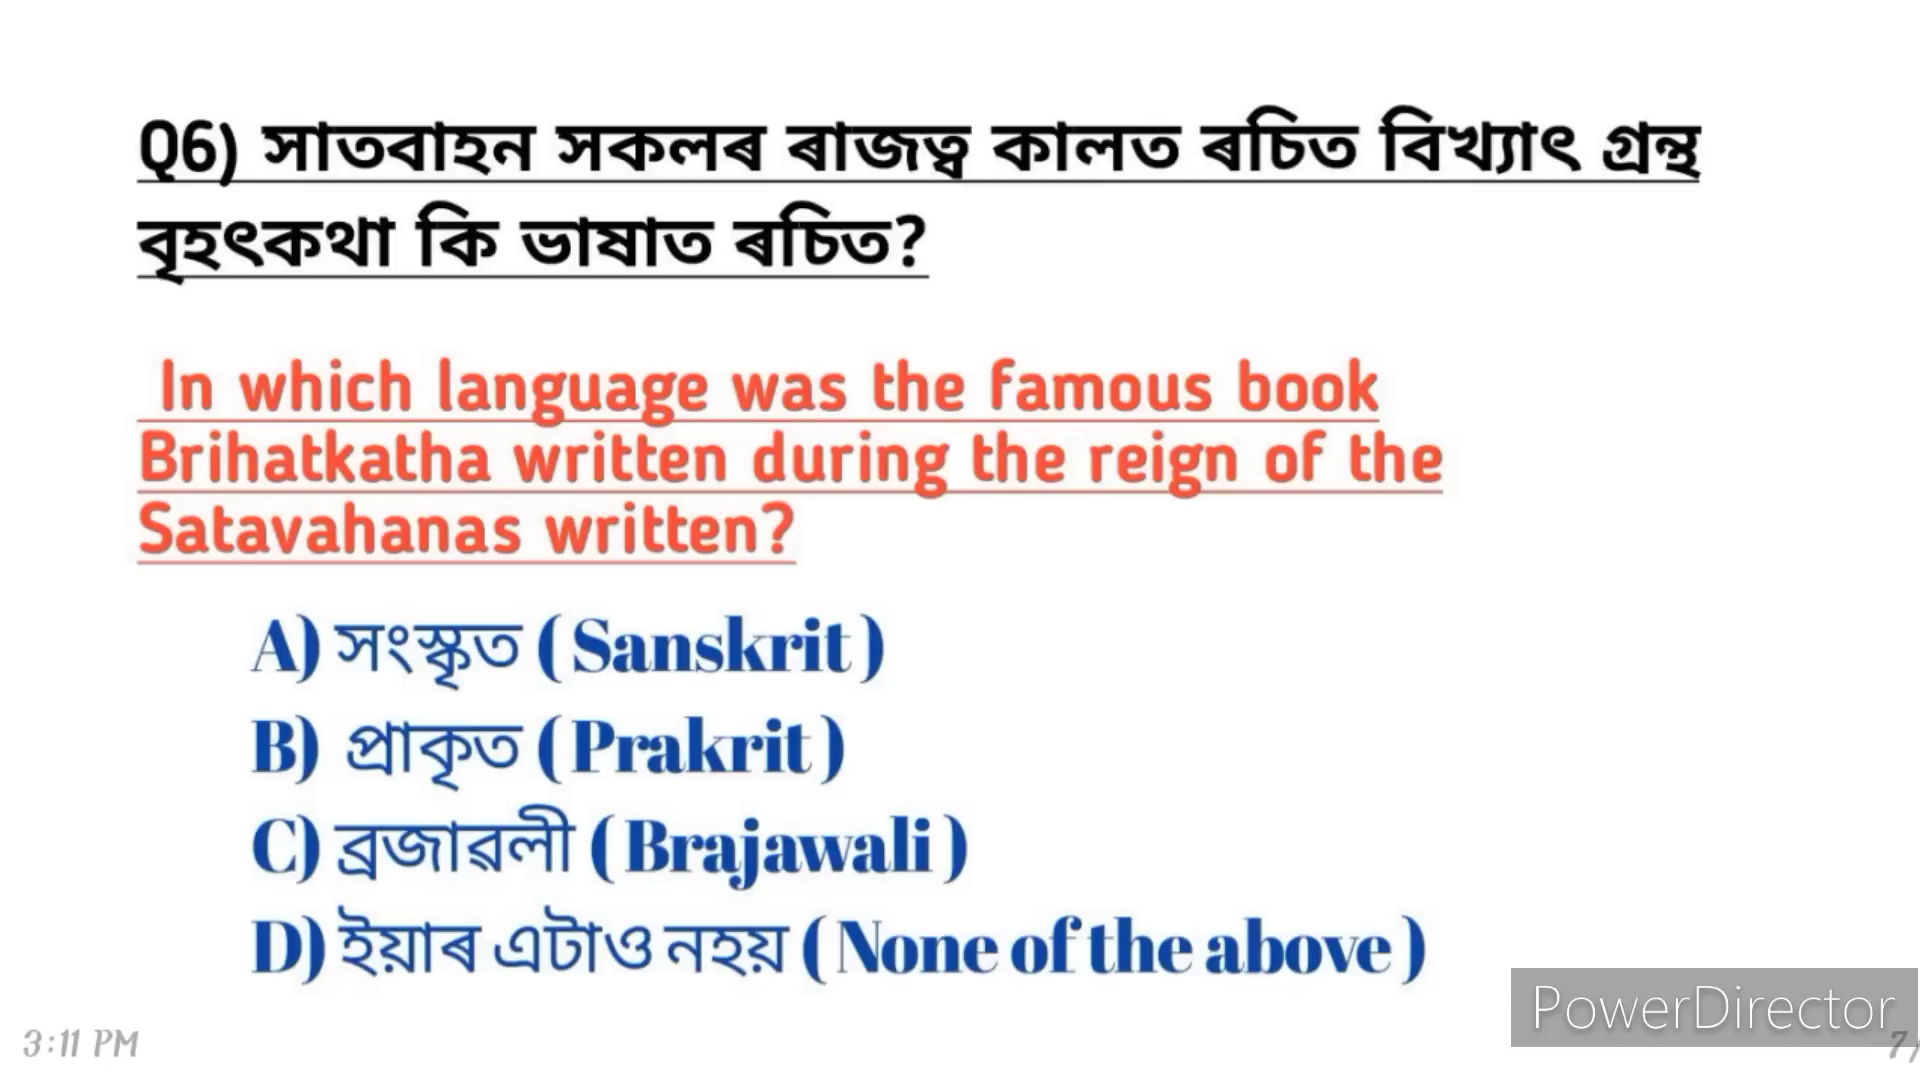 Q6) সাতবাহন সকলৰ ৰাজত্ব কালত ৰচিত বিখ্যাৎ গ্ৰন্থ
বৃহৎকথা কি ভাষাত ৰচিত?
In which language was the famous book
Brihatkatha written during the reign of the
Satavahanas written?
A) সংস্কৃত ( Sanskrit )
B) প্ৰাকৃত ( Prakrit )
C) ব্ৰজাৱলী ( Brajawali )
D) ইয়াৰ এটাও নহয় ( None of the above )
PowerDirector
3:11 PM
7/